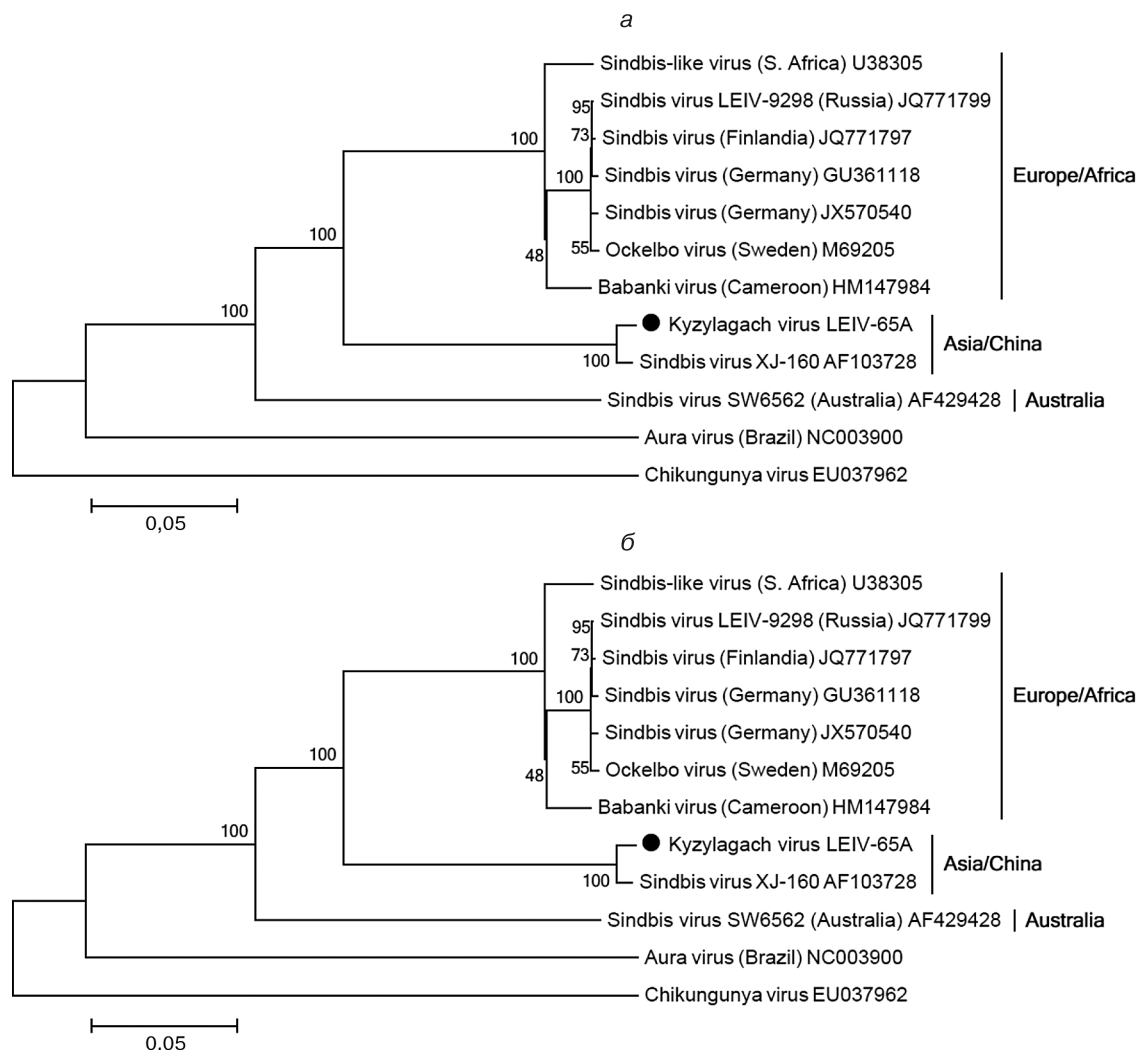 а
Sindbis-like virus (S. Africa) U38305
95 Sindbis virus LEIV-9298 (Russia) JQ771799
100 73 Sindbis virus (Finlandia) JQ771797
100 Sindbis virus (Germany) GU361118 Europe/Africa
Sindbis virus (Germany) JX570540
100 48 55 Ockelbo virus (Sweden) M69205
Babanki virus (Cameroon) HM147984
100 Kyzylagach virus LEIV-65A
Asia/China
100 Sindbis virus XJ-160 AF103728
Sindbis virus SW6562 (Australia) AF429428 Australia
Aura virus (Brazil) NC003900
Chikungunya virus EU037962
0,05
б
Sindbis-like virus (S. Africa) U38305
95 Sindbis virus LEIV-9298 (Russia) JQ771799
100 73 Sindbis virus (Finlandia) JQ771797
100 Sindbis virus (Germany) GU361118 Europe/Africa
Sindbis virus (Germany) JX570540
100 48 55 Ockelbo virus (Sweden) M69205
Babanki virus (Cameroon) HM147984
100 Kyzylagach virus LEIV-65A
Asia/China
100 Sindbis virus XJ-160 AF103728
Sindbis virus SW6562 (Australia) AF429428 Australia
Aura virus (Brazil) NC003900
Chikungunya virus EU037962
0,05